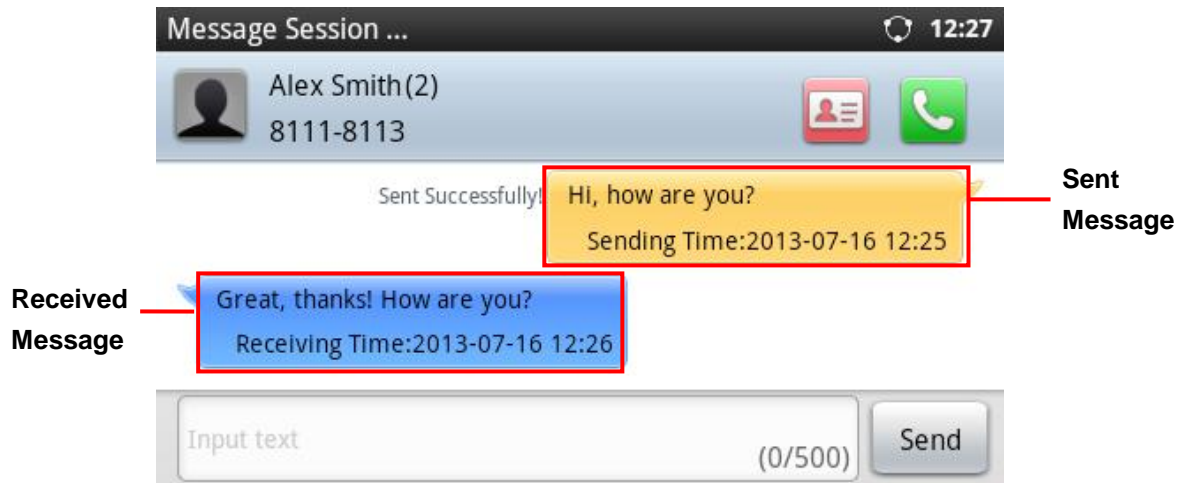 Message Session ... 12:27
Alex Smith(2)
8111-8113
Sent Successfully! Hi, how are you?
Sending Time:2013-07-16 12:25
Sent
Message
Great, thanks! How are you?
Receiving Time:2013-07-16 12:26
Received
Message
Input text
(0/500)
Send